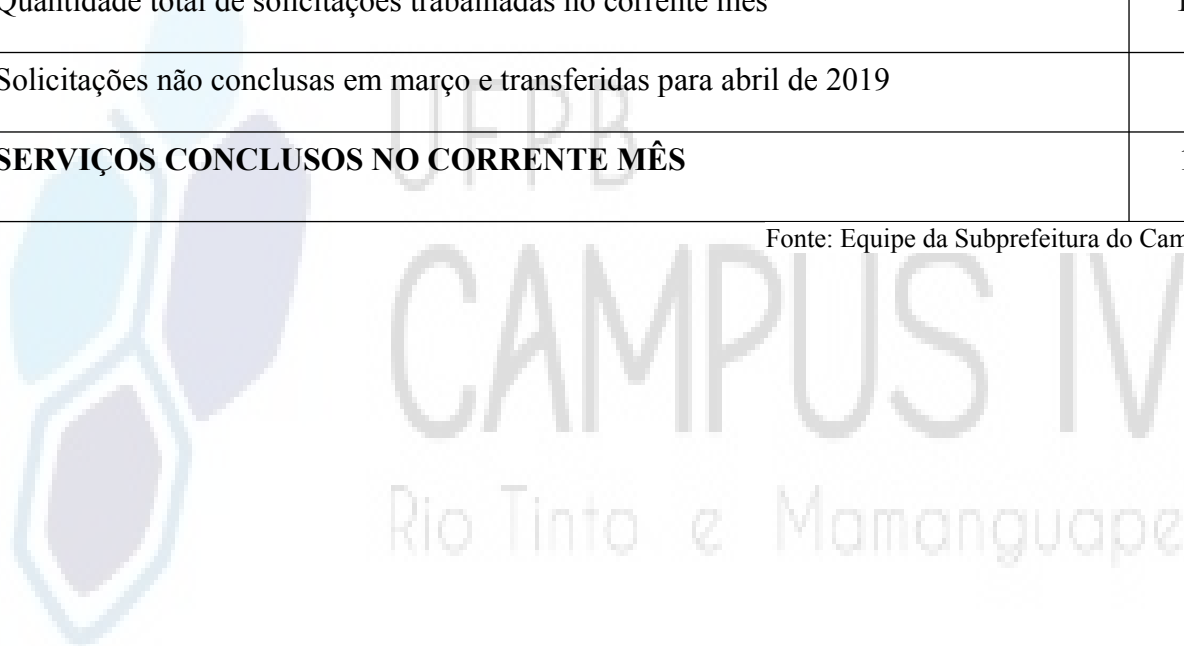 Quantidade total de solicitações trabalhadas no corrente mês
Solicitações não conclusas em março e transferidas para abril de 2019
SERVIÇOS CONCLUSOS NO CORRENTE MÊS
Fonte: Equipe da Subprefeitura do
UFPB
CAMPUS IV
Rio Tinto e Mamanguape